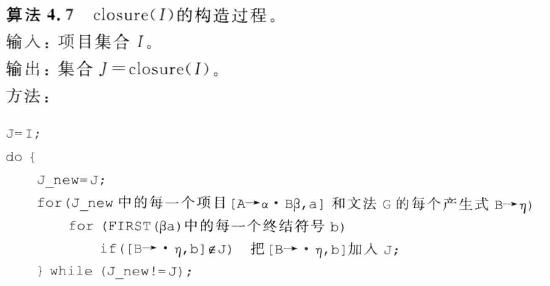 算法 4.7 closure(I)的构造过程。
输入：项目集合 I。
输出：集合 J＝closure(I)。
方法：
J=I;
do {
J_new=J;
for(J_new 中的每一个项目[A→α·Bβ,a] 和文法 G 的每个产生式 B→η)
for (FIRST(βa)中的每一个终结符号 b)
if([B→·η,b]∉J) 把[B→·η,b]加入 J;
} while (J_new!=J);